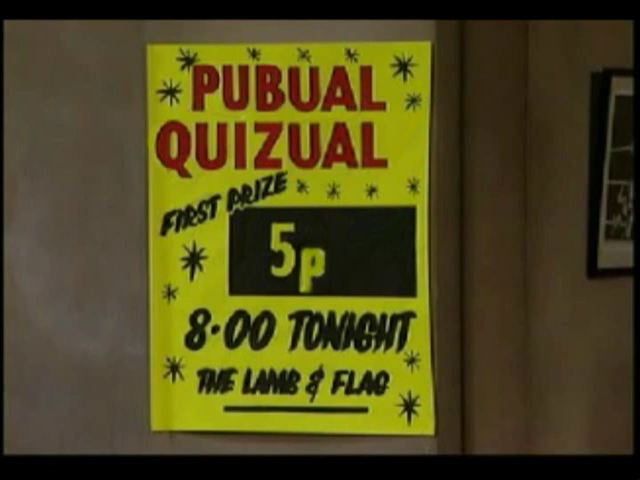 PUBUAL
QUIZUAL
FIRST PRIZE
5p
8.00 TONIGHT
THE LAMB & FLAG